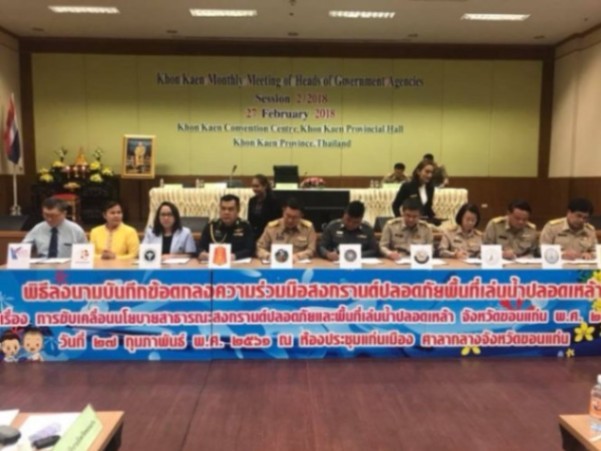 Khon Kaen Monthly Meeting of Heads of Government Agencies
Session 2/2018
27 February 2018
Khon Kaen Convention Centre, Khon Kaen Provincial Hall
Khon Kaen Province, Thailand
พิธีลงนามบันทึกข้อตกลงความร่วมมือสงกรานต์ปลอดภัยพื้นที่เล่นน้ำปลอดเหล้า
เรื่อง การขับเคลื่อนนโยบายสาธารณะสงกรานต์ปลอดภัยและพื้นที่เล่นน้ำปลอดเหล้า จังหวัดขอนแก่น พ.ศ. ๒
วันที่ ๒๗ กุมภาพันธ์ พ.ศ. ๒๕๖๑ ณ ห้องประชุมแก่นเมือง ศาลากลางจังหวัดขอนแก่น